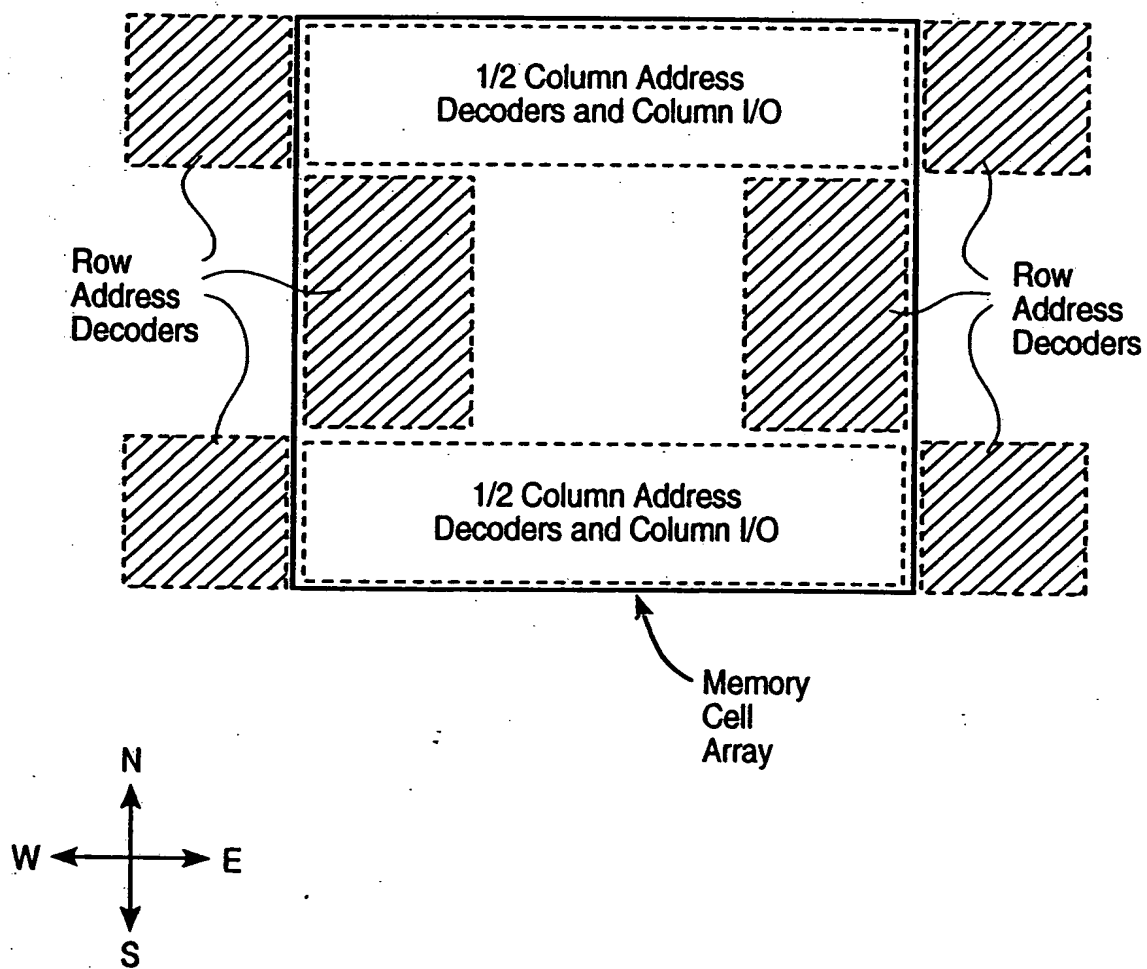 1/2 Column Address
Decoders and Column I/O
Row
Address
Decoders
Row
Address
Decoders
1/2 Column Address
Decoders and Column I/O
Memory
Cell
Array
N
W
E
S